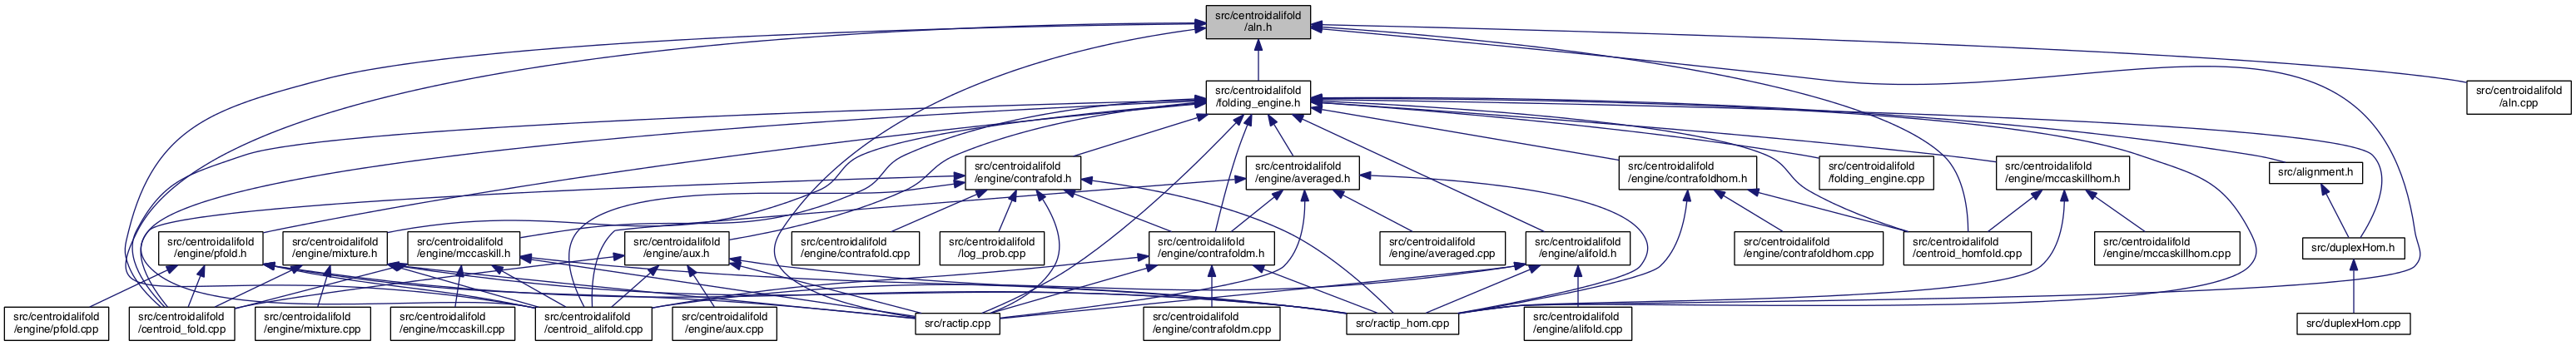 src/centroidalifold
/aln.h
src/centroidalifold
/folding_engine.h
src/centroidalifold
/aln.cpp
src/centroidalifold
/engine/contrafold.h
src/centroidalifold
/engine/averaged.h
src/centroidalifold
/engine/contrafoldhom.h
src/centroidalifold
/folding_engine.cpp
src/centroidalifold
/engine/mccaskillhom.h
src/alignment.h
src/centroidalifold
/engine/pfold.h
src/centroidalifold
/engine/mixture.h
src/centroidalifold
/engine/mccaskill.h
src/centroidalifold
/engine/aux.h
src/centroidalifold
/engine/contrafold.cpp
src/centroidalifold
/log_prob.cpp
src/centroidalifold
/engine/contrafoldm.h
src/centroidalifold
/engine/averaged.cpp
src/centroidalifold
/engine/alifold.h
src/centroidalifold
/engine/contrafoldhom.cpp
src/centroidalifold
/centroid_homfold.cpp
src/centroidalifold
/engine/mccaskillhom.cpp
src/duplexHom.h
src/centroidalifold
/engine/pfold.cpp
src/centroidalifold
/centroid_fold.cpp
src/centroidalifold
/engine/mixture.cpp
src/centroidalifold
/engine/mccaskill.cpp
src/centroidalifold
/centroid_alifold.cpp
src/centroidalifold
/engine/aux.cpp
src/ractip.cpp
src/centroidalifold
/engine/contrafoldm.cpp
src/ractip_hom.cpp
src/centroidalifold
/engine/alifold.cpp
src/duplexHom.cpp